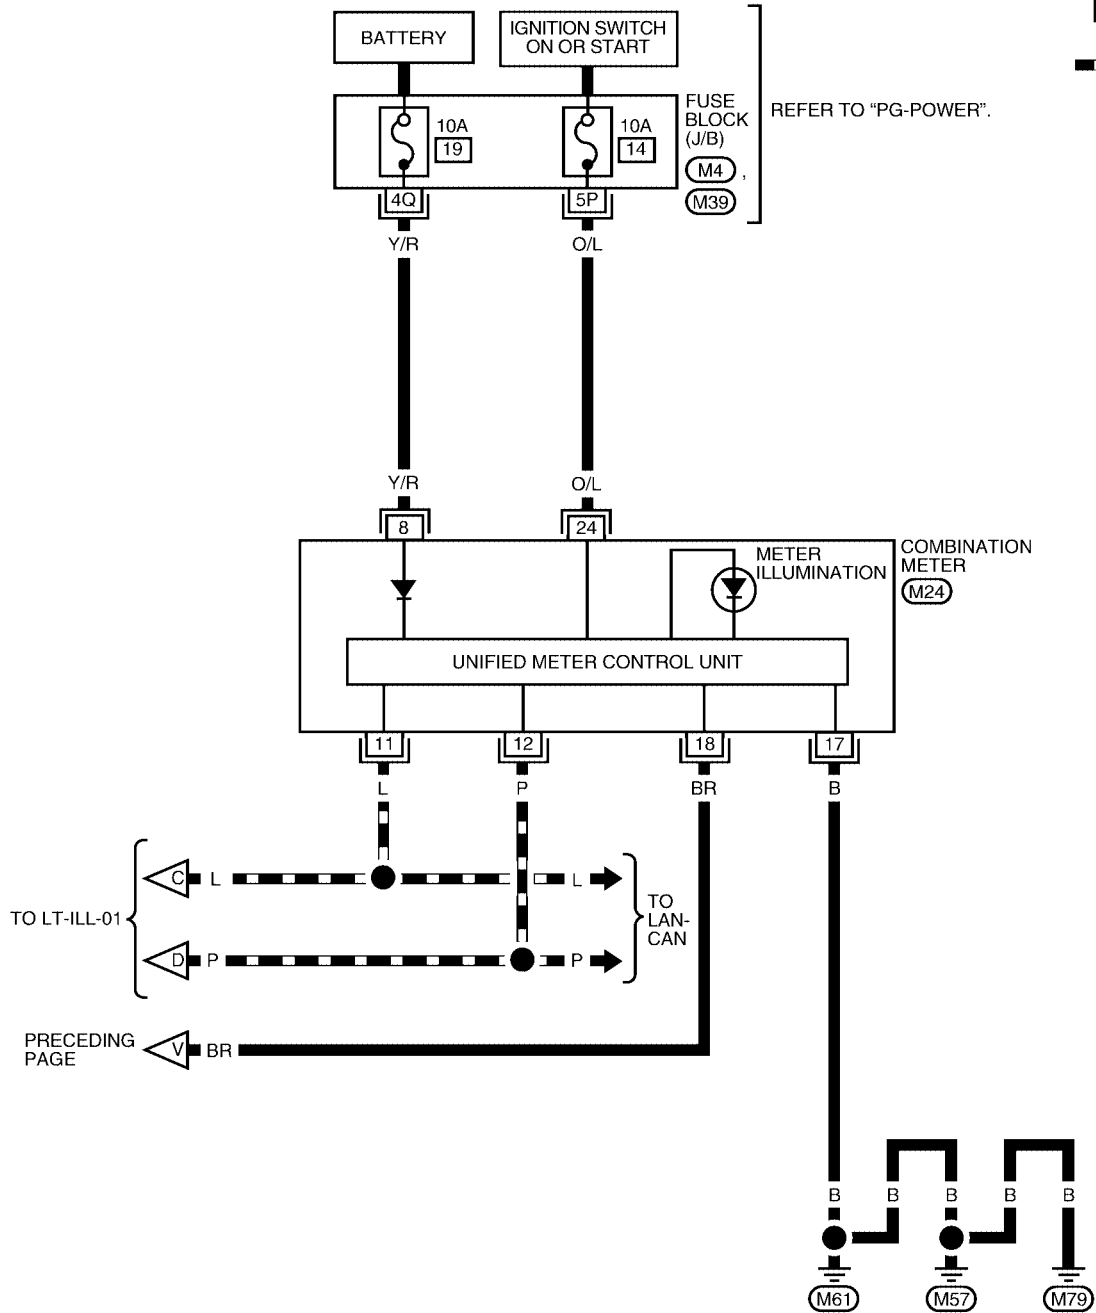 BATTERY
IGNITION SWITCH
ON OR START
10A
19
10A
14
FUSE
BLOCK
(J/B)
M4 ,
M39
REFER TO “PG-POWER”.
4Q
5P
Y/R
O/L
Y/R
O/L
8
24
METER
ILLUMINATION
COMBINATION
METER
M24
UNIFIED METER CONTROL UNIT
11
12
18
17
L
P
BR
B
C
L
L
TO LT-ILL-01
TO
LAN-
CAN
D
P
P
PRECEDING
PAGE
V
BR
B
B
B
B
B
M61
M57
M79